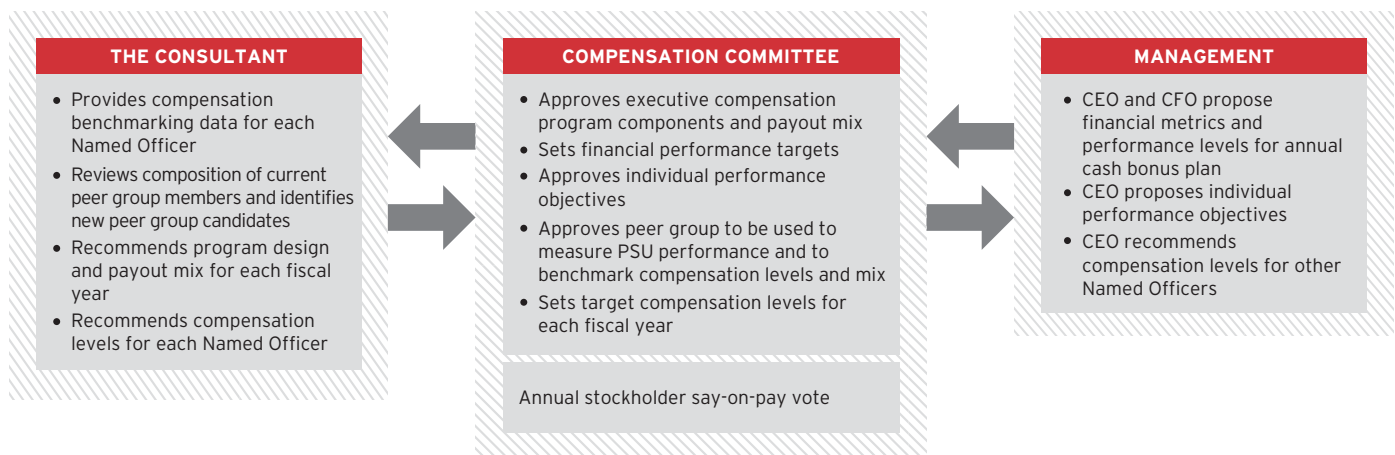 THE CONSULTANT
• Provides compensation
benchmarking data for each
Named Officer
• Reviews composition of current
peer group members and identifies
new peer group candidates
• Recommends program design
and payout mix for each fiscal
year
• Recommends compensation
levels for each Named Officer
COMPENSATION COMMITTEE
• Approves executive compensation
program components and payout mix
• Sets financial performance targets
• Approves individual performance
objectives
• Approves peer group to be used to
measure PSU performance and to
benchmark compensation levels and mix
• Sets target compensation levels for
each fiscal year
Annual stockholder say-on-pay vote
MANAGEMENT
• CEO and CFO propose
financial metrics and
performance levels for annual
cash bonus plan
• CEO proposes individual
performance objectives
• CEO recommends
compensation levels for other
Named Officers